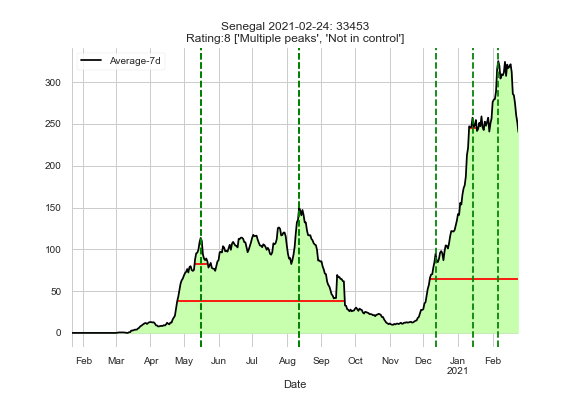 Senegal 2021-02-24: 33453
Rating:8 ['Multiple peaks', 'Not in control']
Average-7d
300
250
200
150
100
50
0
Feb Mar Apr May Jun Jul Aug Sep Oct Nov Dec Jan Feb
2021
Date